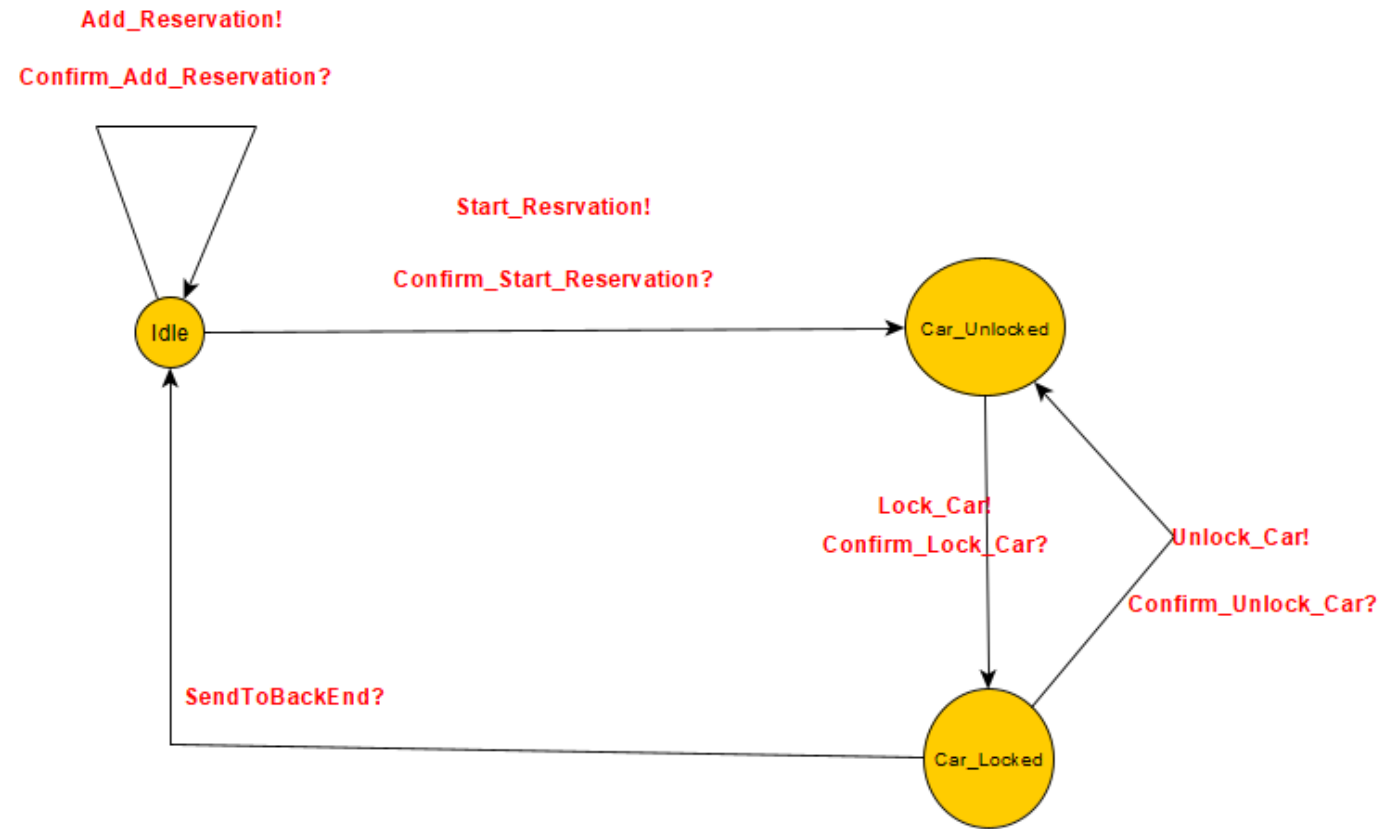 Add_Reservation!
Confirm_Add_Reservation?
Start_Resrvation!
Confirm_Start_Reservation?
Idle
Car_Unlocked
Lock_Car!
Confirm_Lock_Car?
Unlock_Car!
Confirm_Unlock_Car?
SendToBackEnd?
Car_Locked